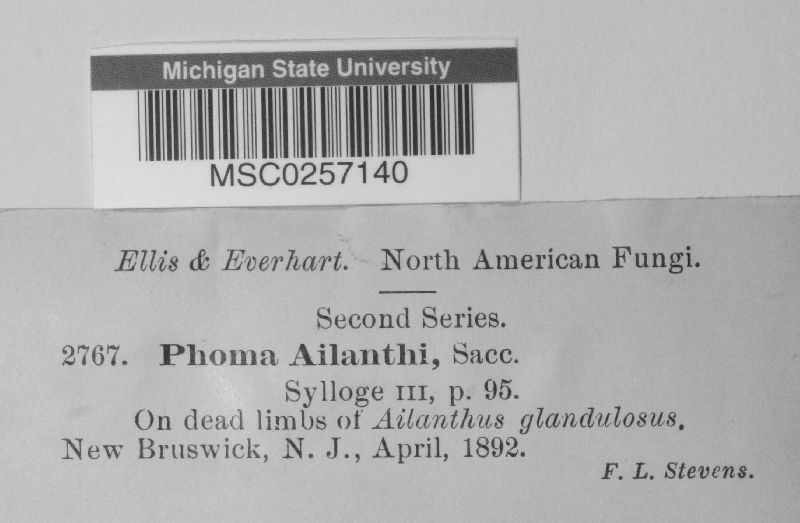 Michigan State University
MSC0257140
Ellis & Everhart. North American Fungi.
Second Series.
2767. Phoma Ailanthi, Sacc.
Sylloge III, p. 95.
On dead limbs of Ailanthus glandulosus.
New Bruswick, N. J., April, 1892.
F. L. Stevens.